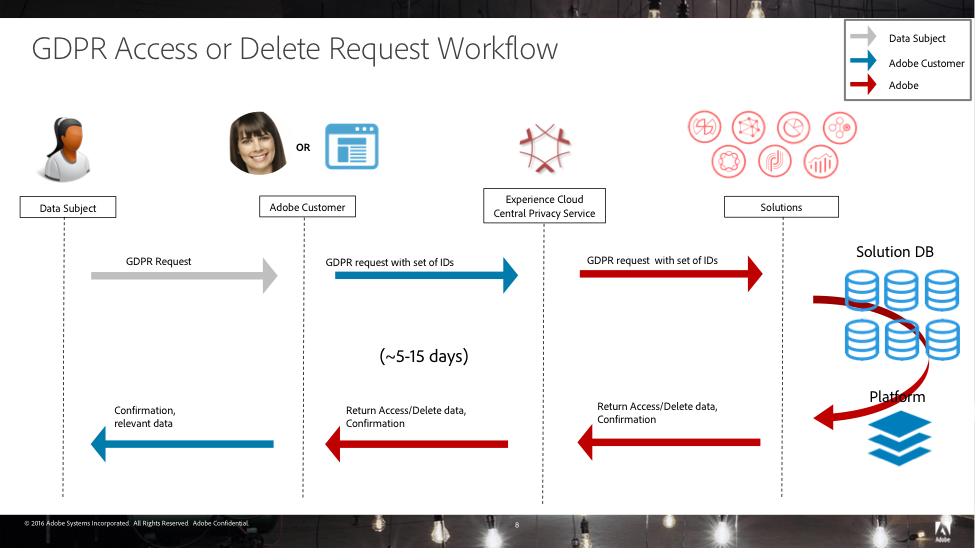 GDPR Access or Delete Request Workflow
Data Subject
Adobe Customer
Adobe
OR
Data Subject
Adobe Customer
Experience Cloud
Central Privacy Service
Solutions
GDPR Request
GDPR request with set of IDs
GDPR request  with set of IDs
Solution DB
(~5-15 days)
Platform
Confirmation,
relevant data
Return Access/Delete data,
Confirmation
Return Access/Delete data,
Confirmation
© 2016 Adobe Systems Incorporated.  All Rights Reserved.  Adobe Confidential.
8
Adobe